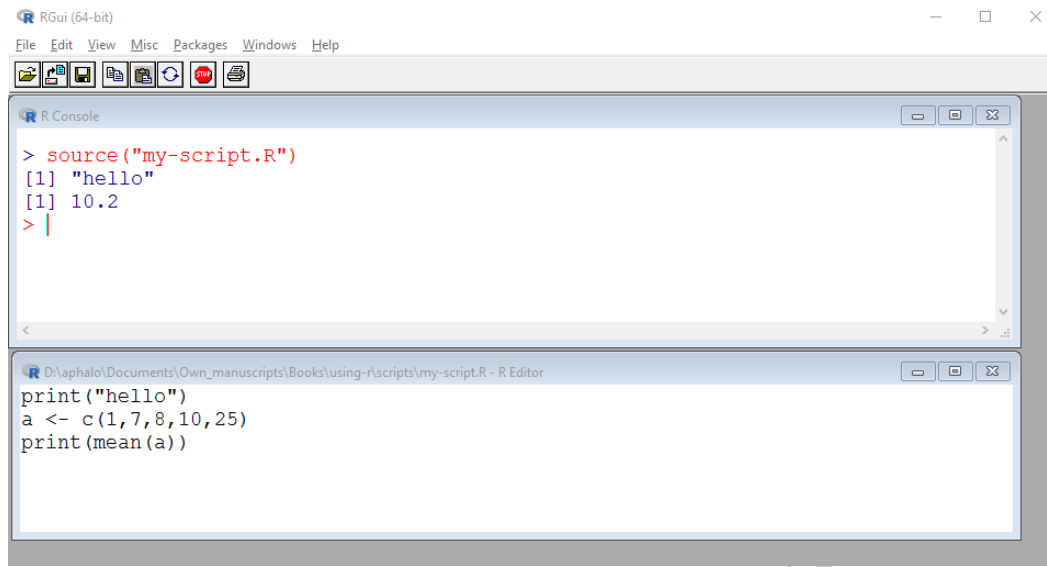 RGui (64-bit)
File Edit View Misc Packages Windows Help
STOP
R Console
> source("my-script.R")
[1] "hello"
[1] 10.2
>
D:\aphalo\Documents\Own_manuscripts\Books\using-r\scripts\my-script.R - R Editor
print("hello")
a <- c(1,7,8,10,25)
print(mean(a))